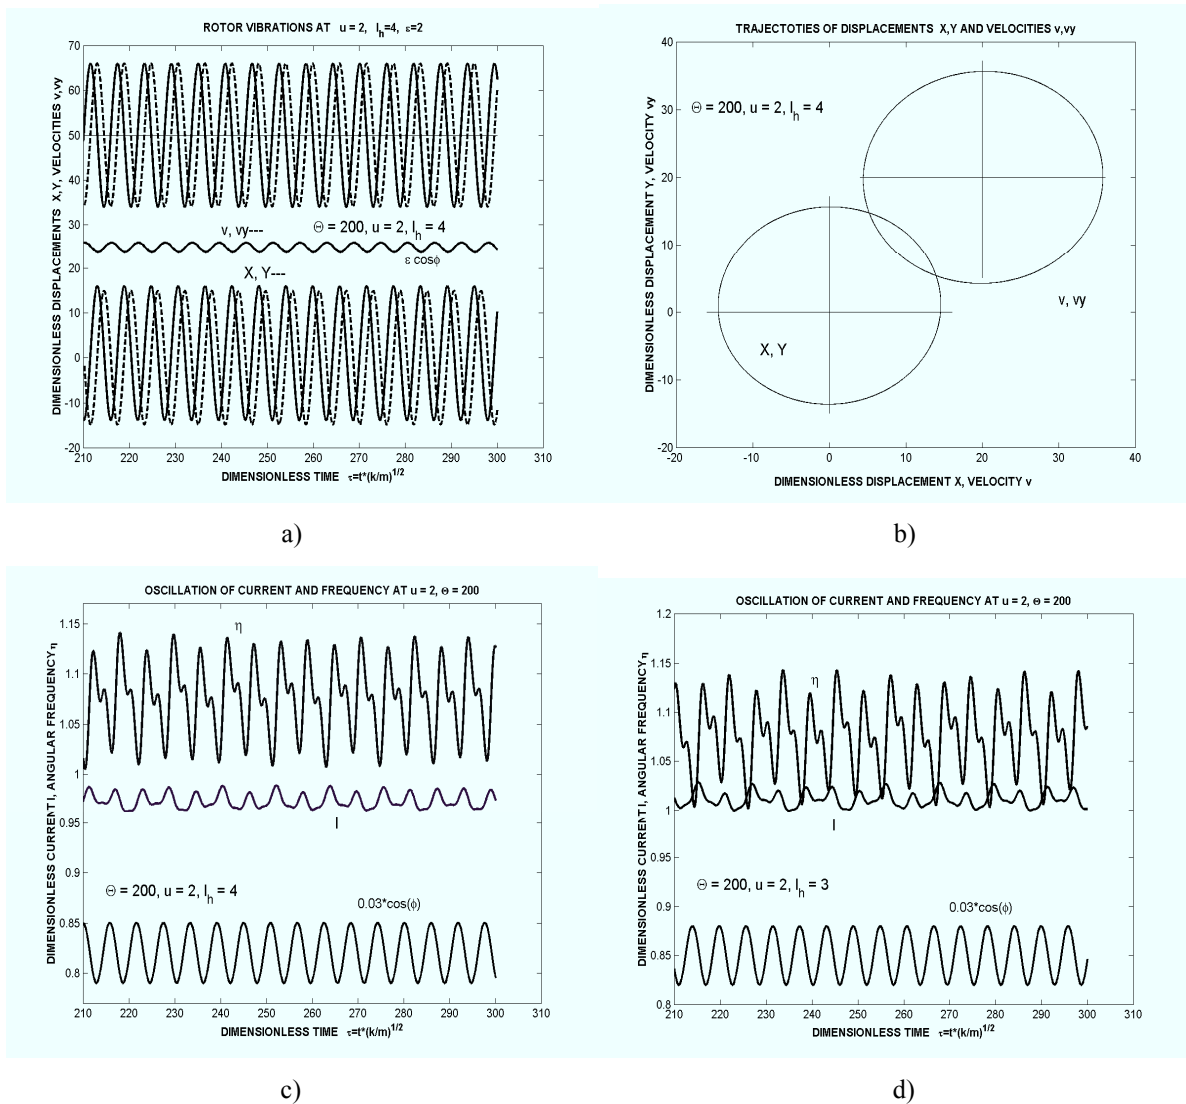 ROTOR VIBRATIONS AT u = 2, l_h=4, ε=2
DIMENSIONLESS DISPLACEMENTS X,Y, VELOCITIES v,vy
70
60
50
40
30
20
10
0
-10
-20
v, vy---
Θ = 200, u = 2, l_h = 4
ε cosϕ
X, Y---
210 220 230 240 250 260 270 280 290 300 310
DIMENSIONLESS TIME τ=t*(k/m)^1/2
a)
TRAJECTOTIES OF DISPLACEMENTS X,Y AND VELOCITIES v,vy
DIMENSIONLESS DISPLACEMENT Y, VELOCITY vy
40
30
20
10
0
-10
-20
Θ = 200, u = 2, l_h = 4
v, vy
X, Y
-20 -10 0 10 20 30 40
DIMENSIONLESS DISPLACEMENT X, VELOCITY v
b)
OSCILLATION OF CURRENT AND FREQUENCY AT u = 2, Θ = 200
DIMENSIONLESS CURRENT I, ANGULAR FREQUENCY η
1.15
1.1
1.05
1
0.95
0.9
0.85
0.8
η
I
Θ = 200, u = 2, l_h = 4
0.03*cos(ϕ)
210 220 230 240 250 260 270 280 290 300 310
DIMENSIONLESS TIME τ=t*(k/m)^1/2
c)
OSCILLATION OF CURRENT AND FREQUENCY AT u = 2, Θ = 200
DIMENSIONLESS CURRENT I, ANGULAR FREQUENCY η
1.2
1.15
1.1
1.05
1
0.95
0.9
0.85
0.8
η
I
Θ = 200, u = 2, l_h = 3
0.03*cos(ϕ)
210 220 230 240 250 260 270 280 290 300 310
DIMENSIONLESS TIME τ=t*(k/m)^1/2
d)